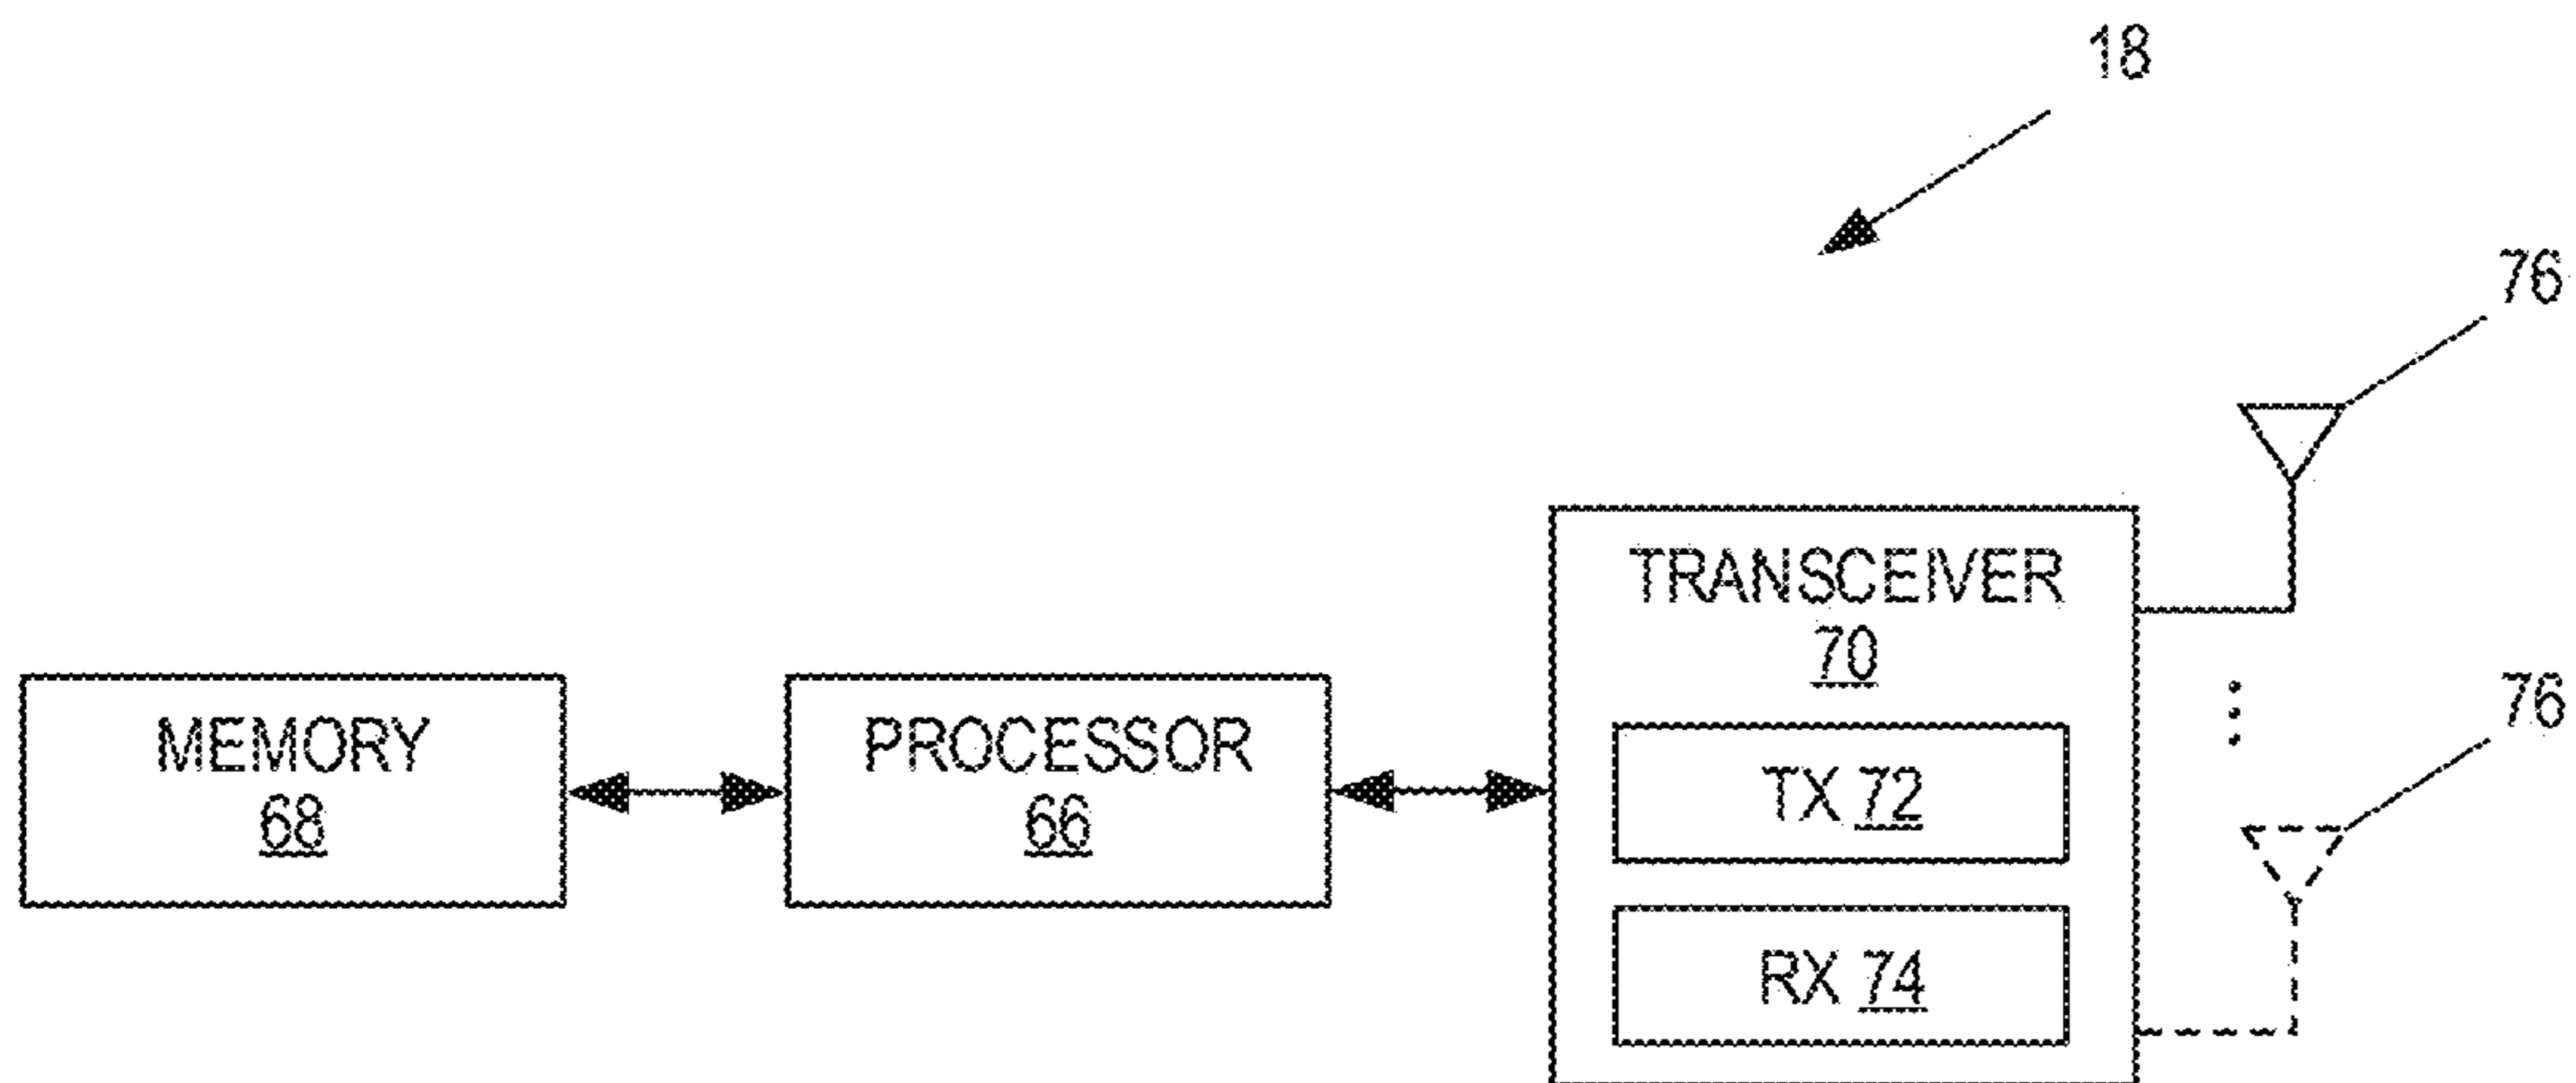 18
76
TRANSCEIVER
70
76
MEMORY
68
PROCESSOR
66
TX 72
RX 74